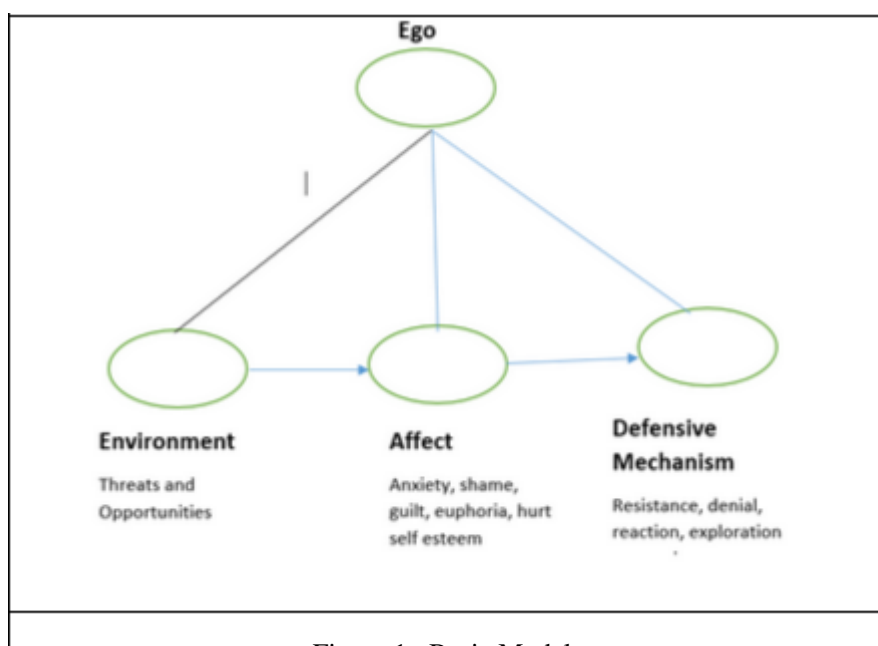 Ego
Environment
Threats and
Opportunities
Affect
Anxiety, shame,
guilt, euphoria, hurt
self esteem
Defensive
Mechanism
Resistance, denial,
reaction, exploration